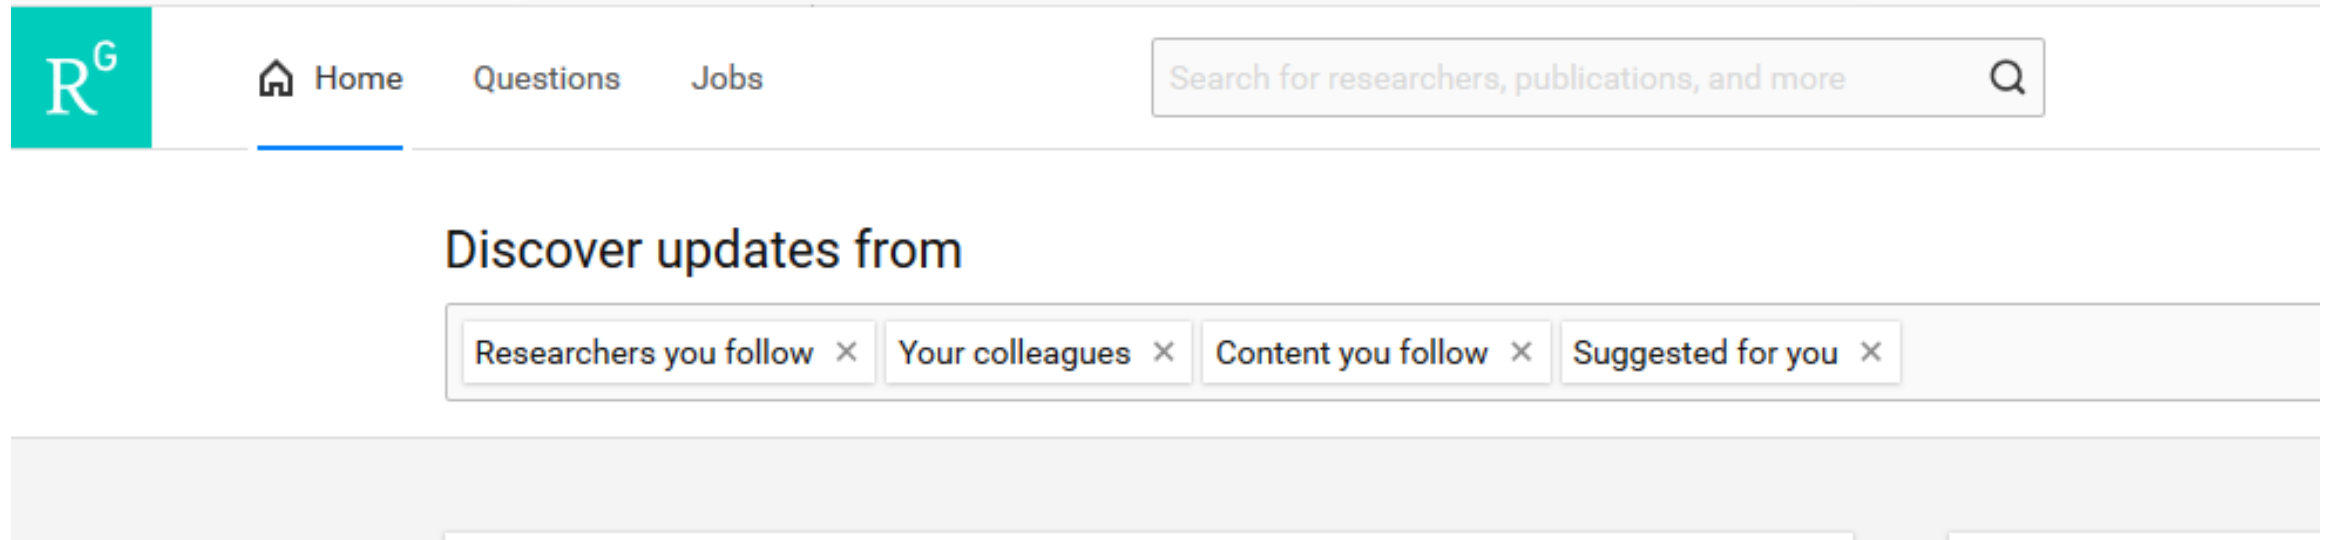 RG Home Questions Jobs Search for researchers, publications, and more
Discover updates from
Researchers you follow × Your colleagues × Content you follow × Suggested for you ×